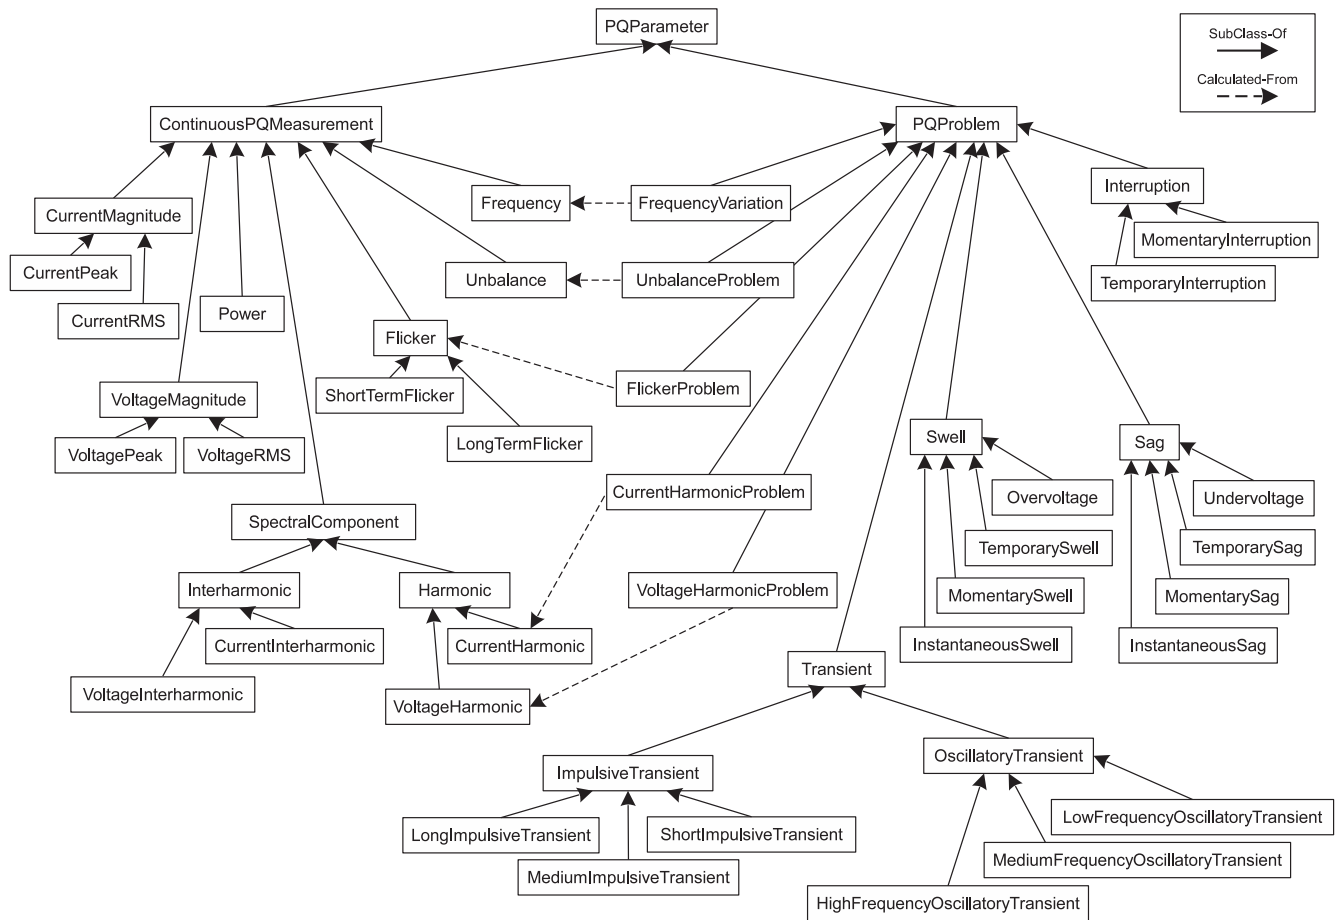 PQParameter
SubClass-Of
Calculated-From
ContinuousPQMeasurement
PQProblem
Frequency
FrequencyVariation
Interruption
CurrentMagnitude
MomentaryInterruption
CurrentPeak
Unbalance
UnbalanceProblem
TemporaryInterruption
CurrentRMS
Power
Flicker
ShortTermFlicker
FlickerProblem
VoltageMagnitude
LongTermFlicker
Swell
Sag
VoltagePeak
VoltageRMS
CurrentHarmonicProblem
Overvoltage
Undervoltage
SpectralComponent
TemporarySwell
TemporarySag
Interharmonic
Harmonic
VoltageHarmonicProblem
MomentarySwell
MomentarySag
CurrentInterharmonic
CurrentHarmonic
InstantaneousSwell
InstantaneousSag
Transient
VoltageInterharmonic
VoltageHarmonic
OscillatoryTransient
ImpulsiveTransient
LowFrequencyOscillatoryTransient
LongImpulsiveTransient
ShortImpulsiveTransient
MediumFrequencyOscillatoryTransient
MediumImpulsiveTransient
HighFrequencyOscillatoryTransient